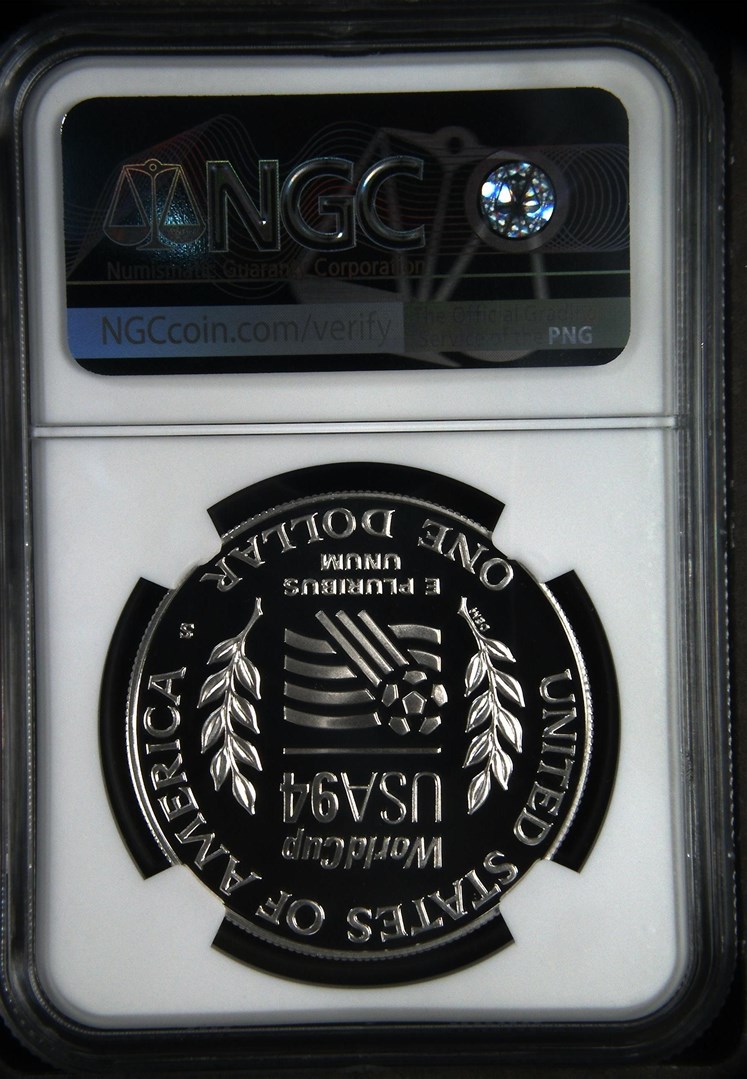 NGC
Numismatic Guaranty Corporation
NGCcoin.com/verify
The Official Grading
Service of the PNG
UNITED STATES OF AMERICA
WorldCup
USA94
E PLURIBUS
UNUM
ONE DOLLAR